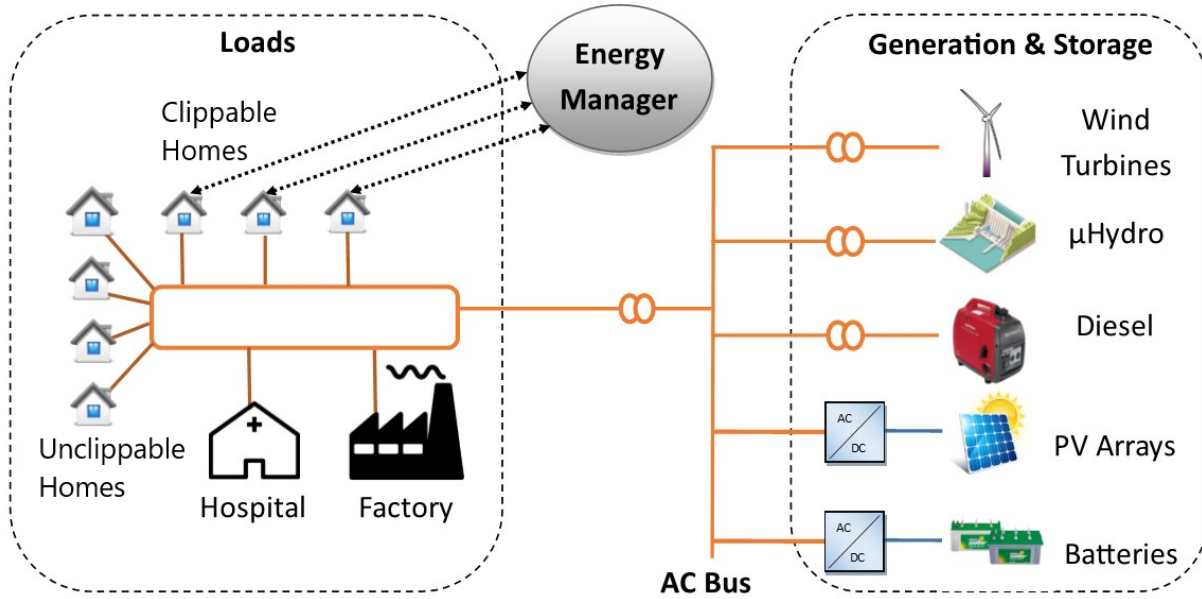 Loads
Energy
Manager
Generation & Storage
Clippable
Homes
Wind
Turbines
μHydro
Diesel
AC
DC
PV Arrays
Unclippable
Homes
Hospital
Factory
AC
DC
Batteries
AC Bus